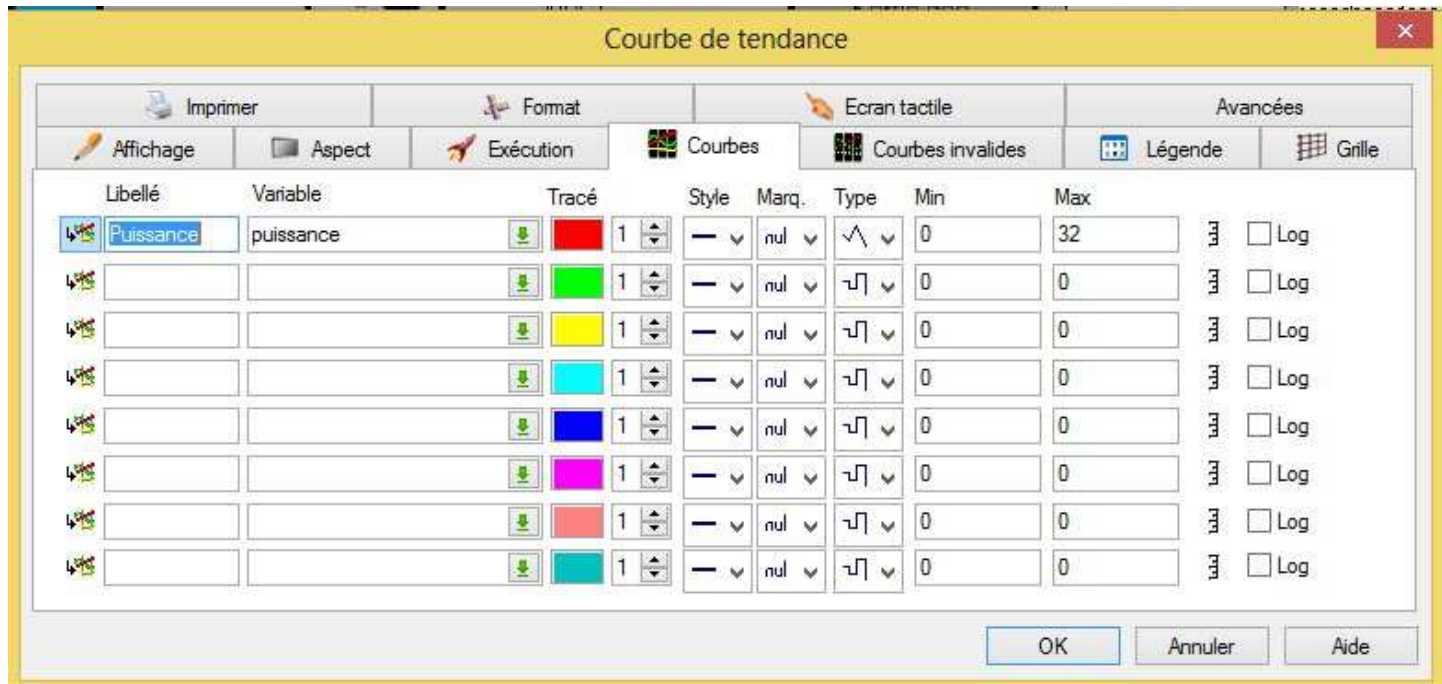 Courbe de tendance
Imprimer Format Ecran tactile Avancées
Affichage Aspect Exécution Courbes Courbes invalides Légende Grille
Libellé Variable Tracé Style Marq. Type Min Max
Puissance puissance 1 nul 0 32 Log
1 nul 0 0 Log
1 nul 0 0 Log
1 nul 0 0 Log
1 nul 0 0 Log
1 nul 0 0 Log
1 nul 0 0 Log
1 nul 0 0 Log
OK Annuler Aide